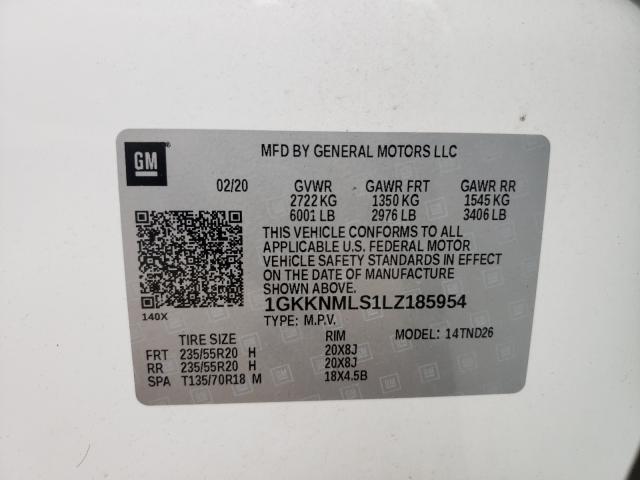 GM
MFD BY GENERAL MOTORS LLC
02/20 GVWR GAWR FRT GAWR RR
2722 KG 1350 KG 1545 KG
6001 LB 2976 LB 3406 LB
THIS VEHICLE CONFORMS TO ALL
APPLICABLE U.S. FEDERAL MOTOR
VEHICLE SAFETY STANDARDS IN EFFECT
ON THE DATE OF MANUFACTURE
SHOWN ABOVE.
140X 1GKKNMLS1LZ185954
TYPE: M.P.V.
TIRE SIZE RIM MODEL: 14TND26
FRT 235/55R20 H 20X8J
RR 235/55R20 H 20X8J
SPA T135/70R18 M 18X4.5B